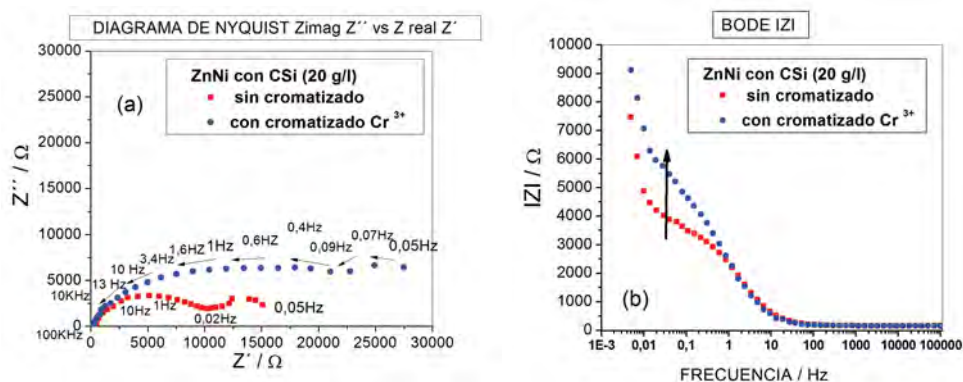 DIAGRAMA DE NYQUIST Zimag Z´´ vs Z real Z´
30000
25000
20000
15000
10000
5000
0
Z´´ / Ω
(a)
ZnNi con CSi (20 g/l)
sin cromatizado
con cromatizado Cr 3+
100KHz
10KHz
13 Hz
10 Hz
3,4Hz
1,6Hz
1Hz
0,6Hz
0,4Hz
0,09Hz
0,07Hz
0,05Hz
10Hz
1Hz
0,02Hz
0,05Hz
0 5000 10000 15000 20000 25000 30000
Z´ / Ω
BODE IZI
10000
9000
8000
7000
6000
5000
4000
3000
2000
1000
0
IZI / Ω
ZnNi con CSi (20 g/l)
sin cromatizado
con cromatizado Cr 3+
(b)
1E-3 0,01 0,1 1 10 100 1000 10000 100000
FRECUENCIA / Hz